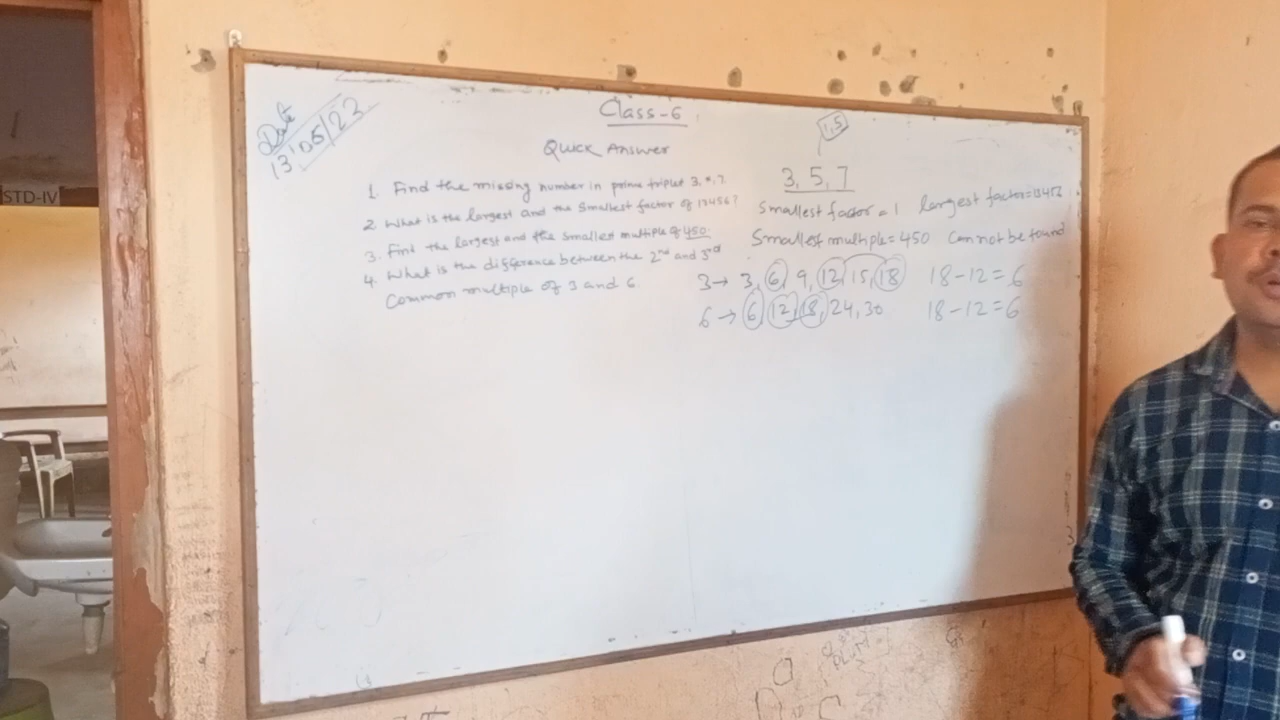 STD-IV
Date
13/06/23
Class-6
Quick Answer
1. Find the missing number in prime triplet 3, *, 7.
2. What is the largest and the smallest factor of 13456?
3. Find the largest and the smallest multiple of 450.
4. What is the difference between the 2nd and 3rd
Common multiple of 3 and 6.
1,5
3, 5, 7
Smallest factor = 1 largest factor = 13456
Smallest multiple = 450 Cannot be found
3 → 3, 6, 9, 12, 15, 18 18-12 = 6
6 → 6, 12, 18, 24, 30 18-12 = 6